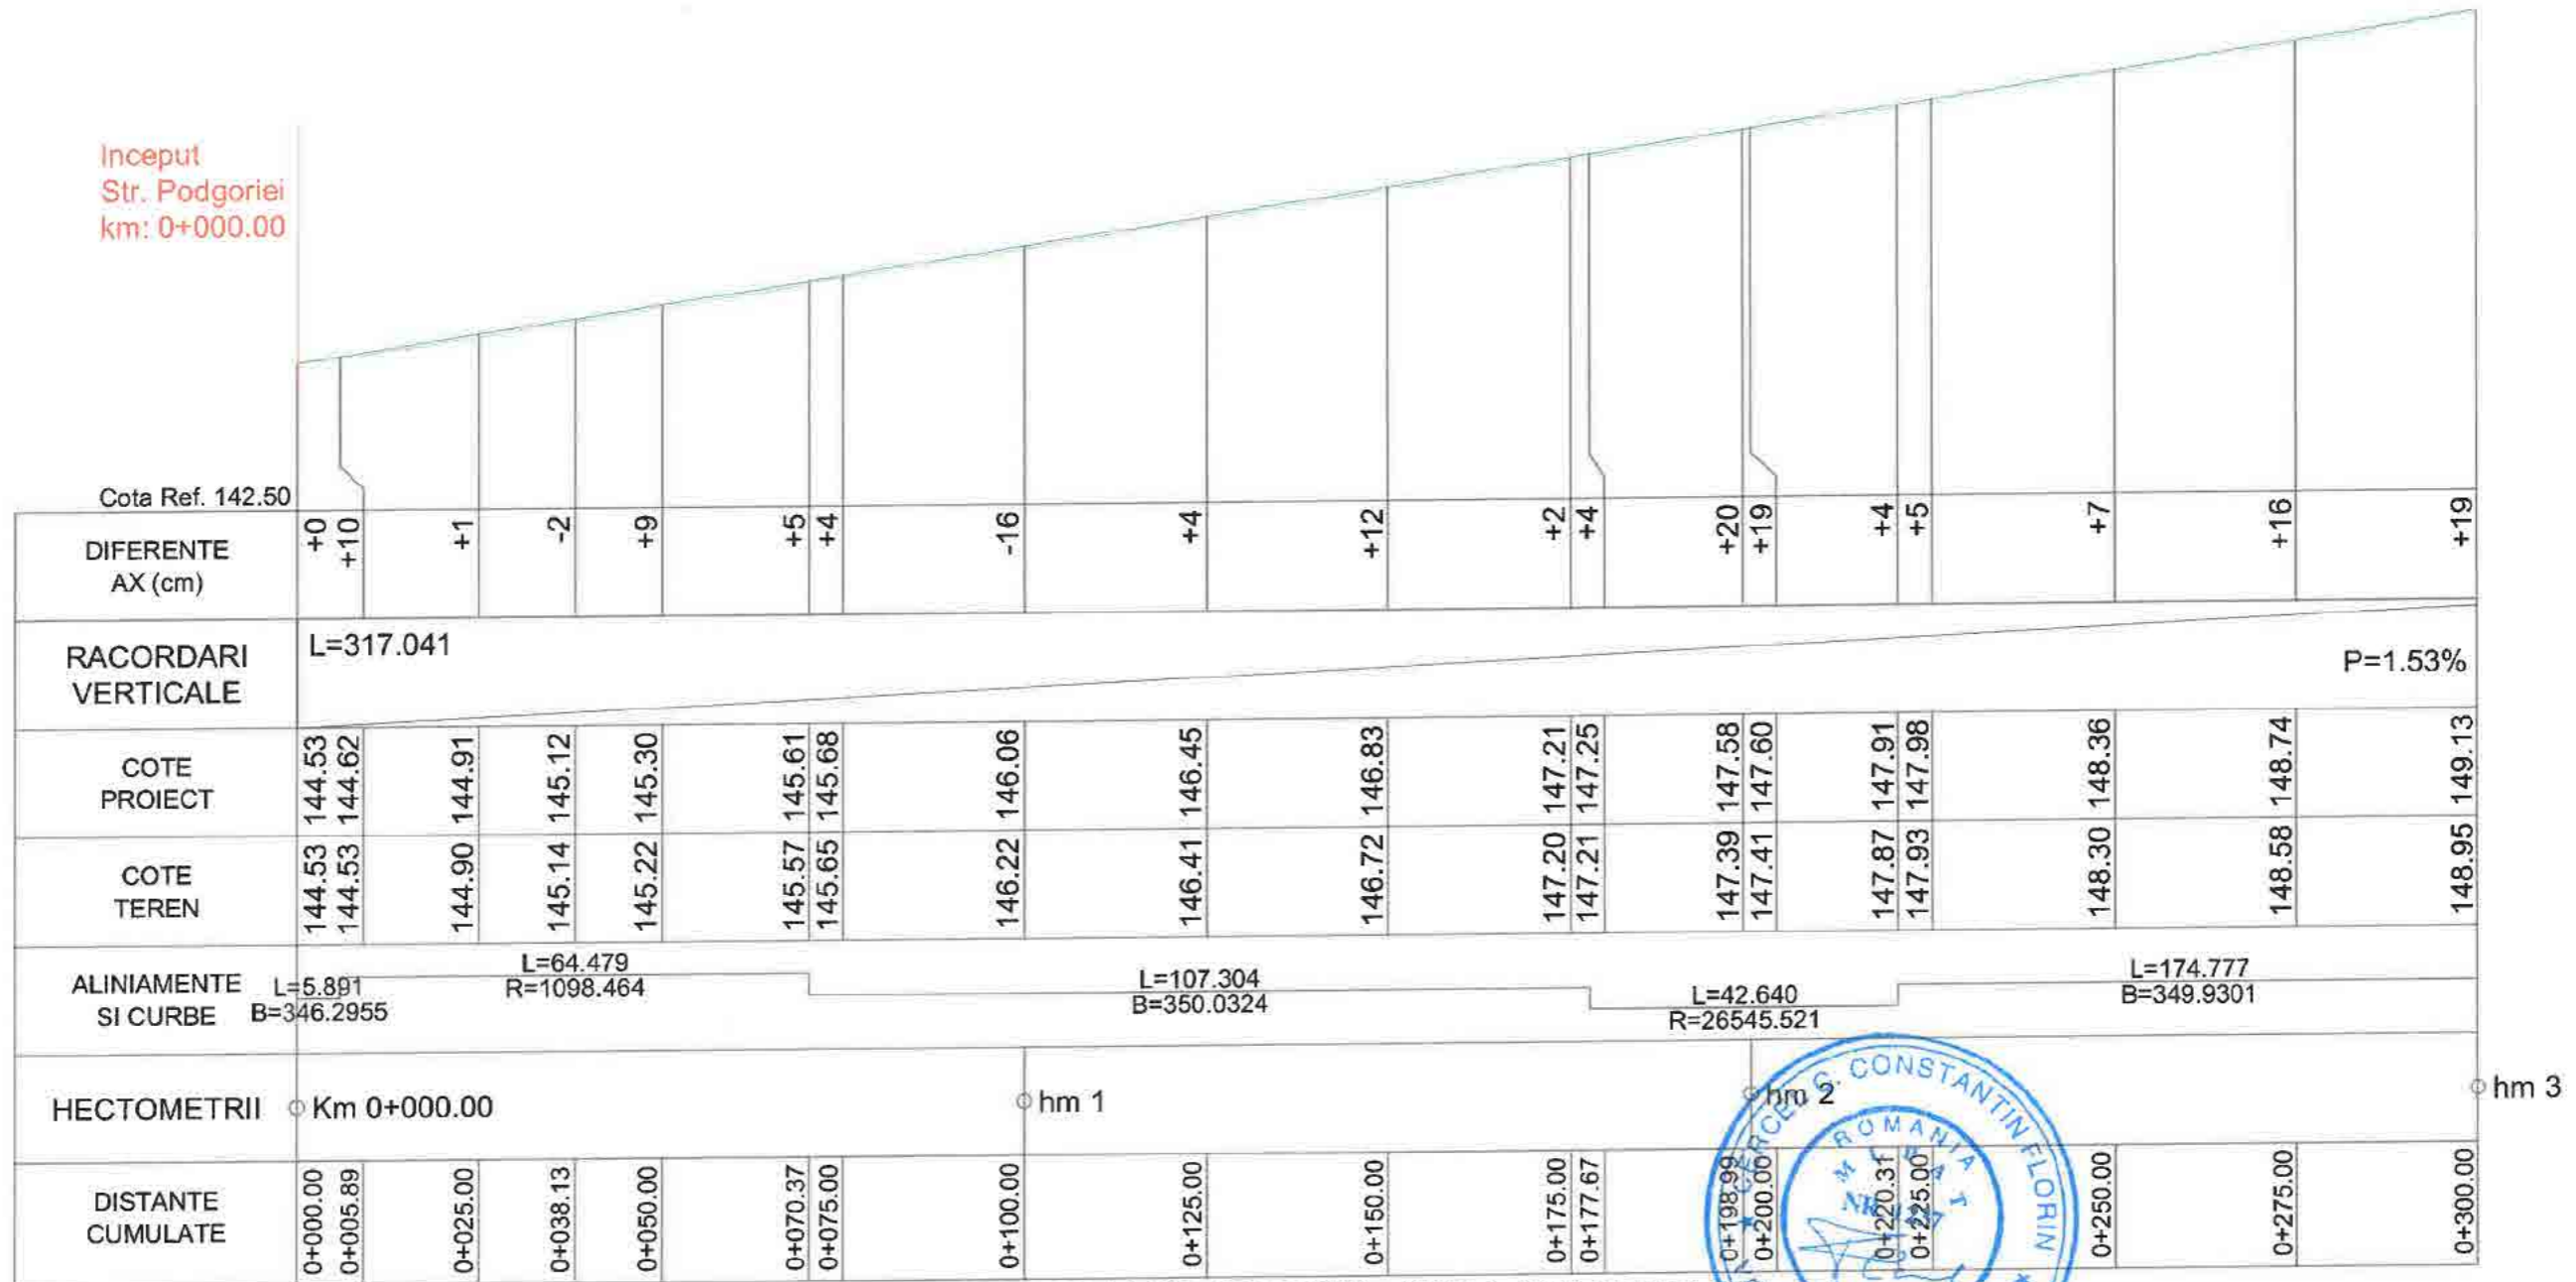 Inceput
Str. Podgoriei
km: 0+000.00
Cota Ref. 142.50
DIFERENTE
AX (cm)
+0 +10 +1 -2 +9 +5 +4 -16 +4 +12 +2 +4 +20 +19 +4 +5 +7 +16 +19
RACORDARI
VERTICALE
L=317.041
P=1.53%
COTE
PROIECT
144.53 144.62 144.91 145.12 145.30 145.61 145.68 146.06 146.45 146.83 147.21 147.25 147.58 147.60 147.91 147.98 148.36 148.74 149.13
COTE
TEREN
144.53 144.53 144.90 145.14 145.22 145.57 145.65 146.22 146.41 146.72 147.20 147.21 147.39 147.41 147.87 147.93 148.30 148.58 148.95
ALINIAMENTE
SI CURBE
L=5.891
B=346.2955
L=64.479
R=1098.464
L=107.304
B=350.0324
L=42.640
R=26545.521
L=174.777
B=349.9301
HECTOMETRII
Km 0+000.00
hm 1
hm 2
hm 3
DISTANTE
CUMULATE
0+000.00 0+005.89 0+025.00 0+038.13 0+050.00 0+070.37 0+075.00 0+100.00 0+125.00 0+150.00 0+175.00 0+177.67 0+198.99 0+200.00 0+220.31 0+225.00 0+250.00 0+275.00 0+300.00
C. CONSTANTIN FLORIN
ROMANIA